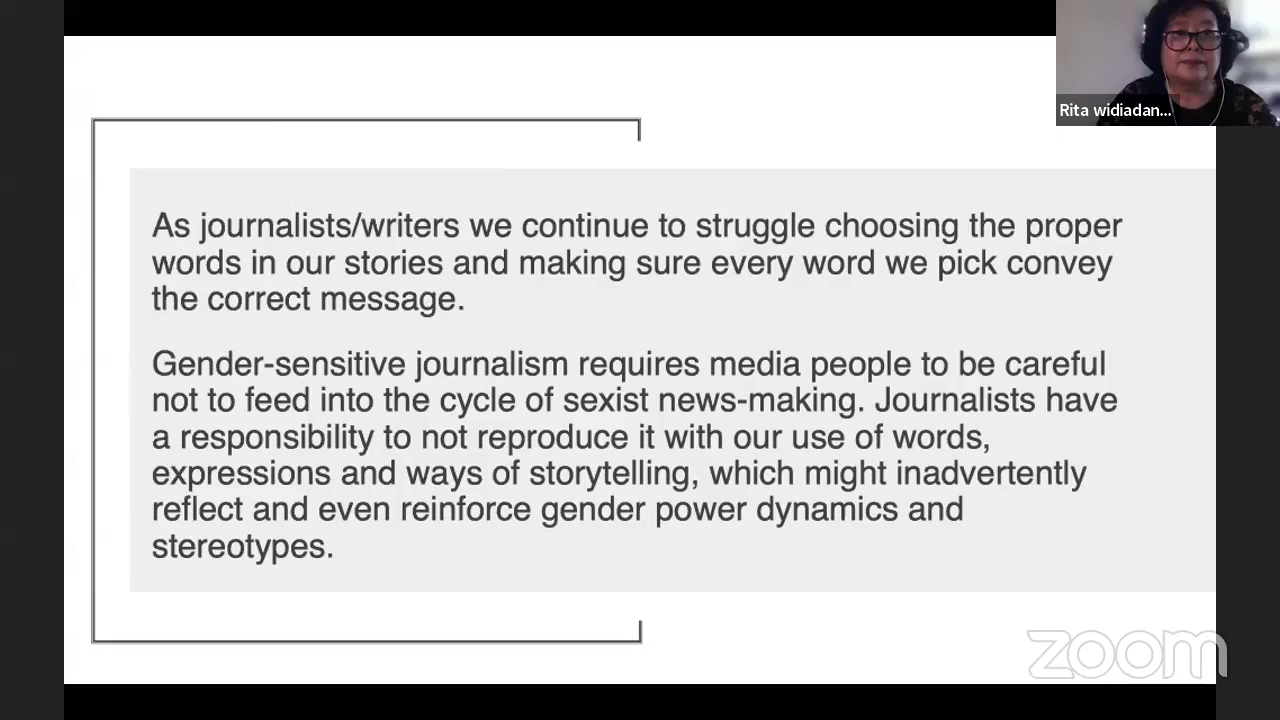 Rita widiadan...
As journalists/writers we continue to struggle choosing the proper
words in our stories and making sure every word we pick convey
the correct message.
Gender-sensitive journalism requires media people to be careful
not to feed into the cycle of sexist news-making. Journalists have
a responsibility to not reproduce it with our use of words,
expressions and ways of storytelling, which might inadvertently
reflect and even reinforce gender power dynamics and
stereotypes.
zoom